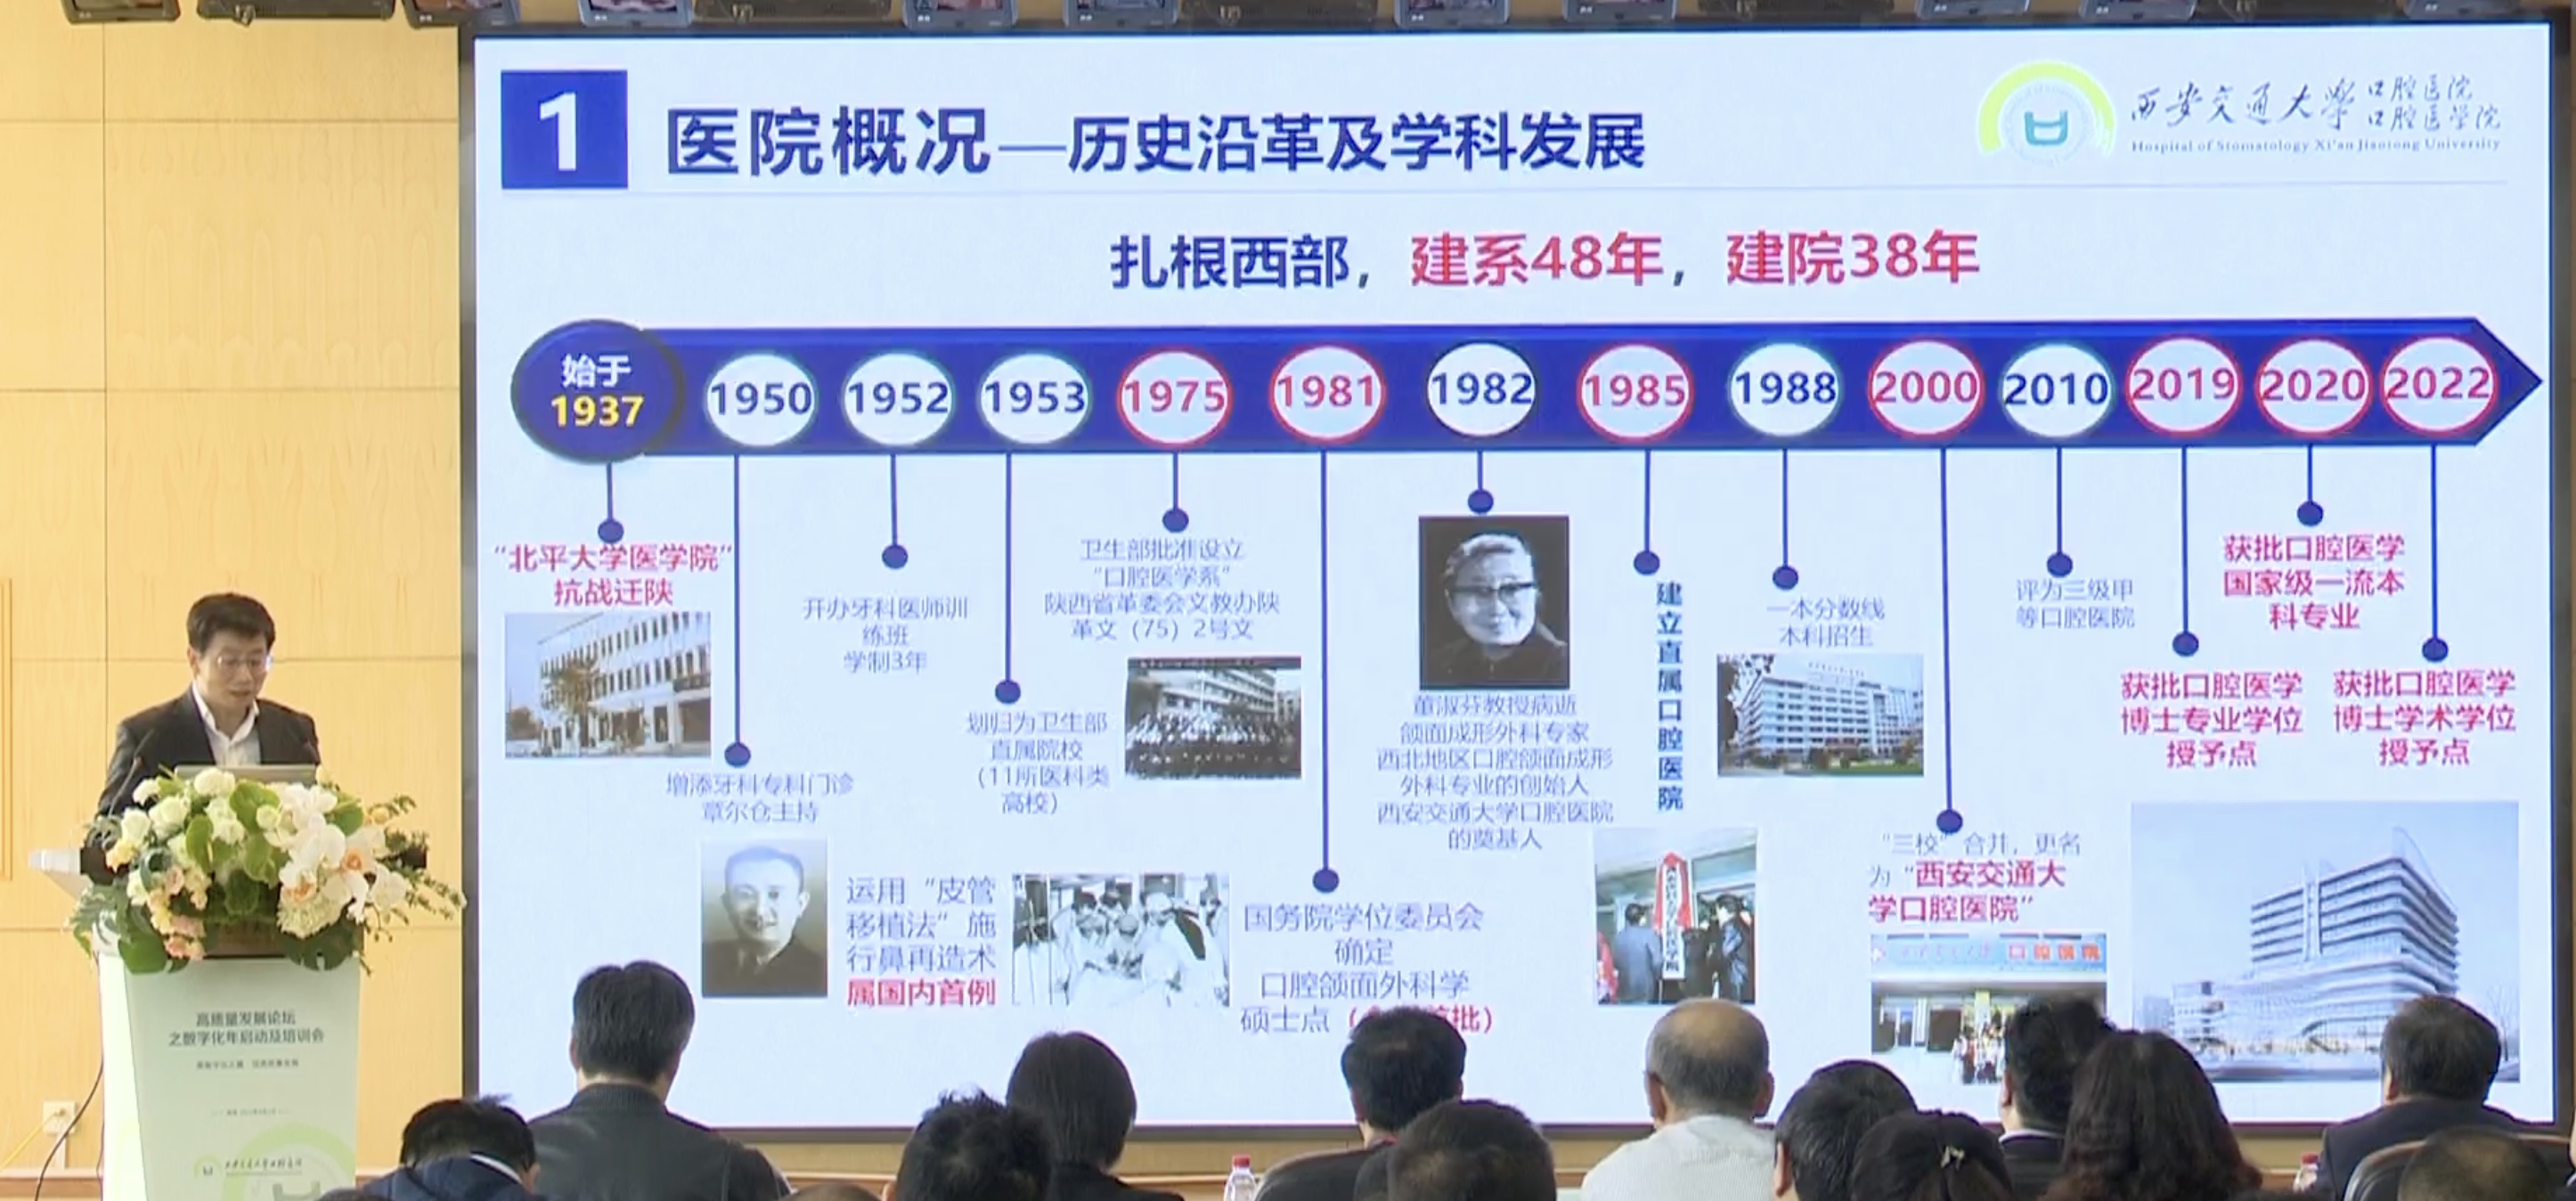 1
医院概况—历史沿革及学科发展
西安交通大学
口腔医院
口腔医学院
Hospital of Stomatology Xi'an Jiaotong University
扎根西部，建系48年，建院38年
始于
1937
1950
1952
1953
1975
1981
1982
1985
1988
2000
2010
2019
2020
2022
“北平大学医学院”
抗战迁陕
增添牙科专科门诊
章尔仓主持
开办牙科医师训
练班
学制3年
划归为卫生部
直属院校
（11所医科类
高校）
运用“皮管
移植法”施
行鼻再造术
属国内首例
卫生部批准设立
“口腔医学系”
陕西省革委会文教办陕
革文（75）2号文
国务院学位委员会
确定
口腔颌面外科学
硕士点（
批）
董淑芬教授病逝
颌面成形外科专家
西北地区口腔颌面成形
外科专业的创始人
西安交通大学口腔医院
的奠基人
建立直属口腔医院
一本分数线
本科招生
“三校”合并，更名
为“西安交通大
学口腔医院”
口腔医院
评为三级甲
等口腔医院
获批口腔医学
博士专业学位
授予点
获批口腔医学
国家级一流本
科专业
获批口腔医学
博士学术学位
授予点
高质量发展论坛
之数字化年启动及培训会